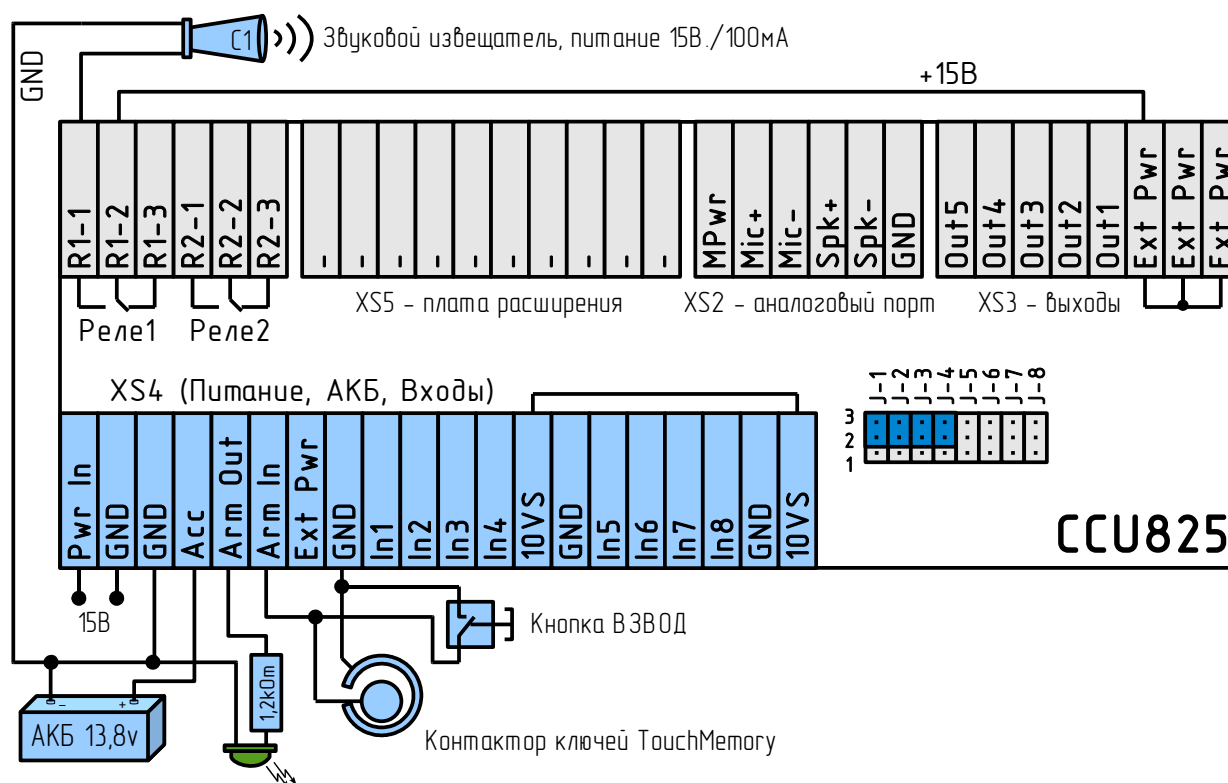 C1
Звуковой извещатель, питание 15В./100мА
GND
+15В
R1-1
R1-2
R1-3
R2-1
R2-2
R2-3
-
-
-
-
-
-
-
-
-
-
MPwr
Mic+
Mic-
Spk+
Spk-
GND
Out5
Out4
Out3
Out2
Out1
Ext Pwr
Ext Pwr
Ext Pwr
XS5 - плата расширения
XS2 - аналоговый порт
XS3 - выходы
Реле1
Реле2
XS4 (Питание, АКБ, Входы)
J-1
J-2
J-3
J-4
J-5
J-6
J-7
J-8
3
2
1
Pwr In
GND
GND
Acc
Arm Out
Arm In
Ext Pwr
GND
In1
In2
In3
In4
10VS
GND
In5
In6
In7
In8
GND
10VS
CCU825
15В
Кнопка ВЗВОД
- +
АКБ 13,8v
1,2kOm
Контактор ключей TouchMemory